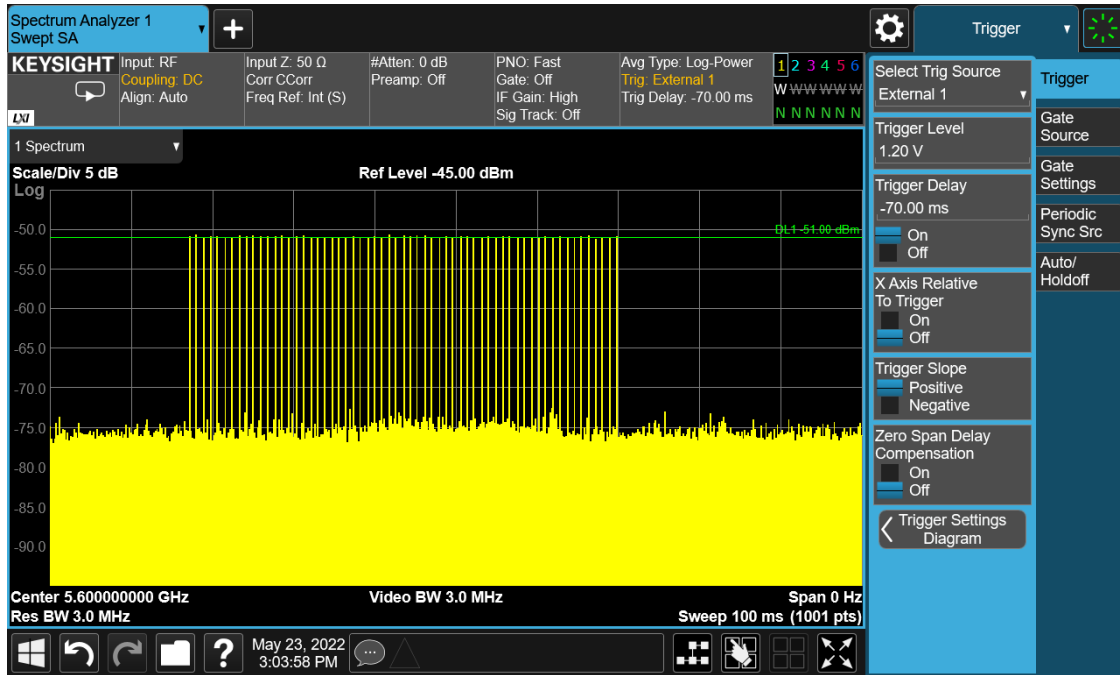 Spectrum Analyzer 1
Swept SA
+
Trigger
KEYSIGHT
LXI
Input: RF
Coupling: DC
Align: Auto
Input Z: 50 Ω
Corr CCorr
Freq Ref: Int (S)
#Atten: 0 dB
Preamp: Off
PNO: Fast
Gate: Off
IF Gain: High
Sig Track: Off
Avg Type: Log-Power
Trig: External 1
Trig Delay: -70.00 ms
1 2 3 4 5 6
W W W W W W
N N N N N N
1 Spectrum
Scale/Div 5 dB
Ref Level -45.00 dBm
Log
DL1 -51.00 dBm
-50.0
-55.0
-60.0
-65.0
-70.0
-75.0
-80.0
-85.0
-90.0
Center 5.600000000 GHz
Video BW 3.0 MHz
Span 0 Hz
Res BW 3.0 MHz
Sweep 100 ms (1001 pts)
?
May 23, 2022
3:03:58 PM
Select Trig Source
External 1
Trigger Level
1.20 V
Trigger Delay
-70.00 ms
On
Off
X Axis Relative
To Trigger
On
Off
Trigger Slope
Positive
Negative
Zero Span Delay
Compensation
On
Off
Trigger Settings
Diagram
Trigger
Gate
Source
Gate
Settings
Periodic
Sync Src
Auto/
Holdoff